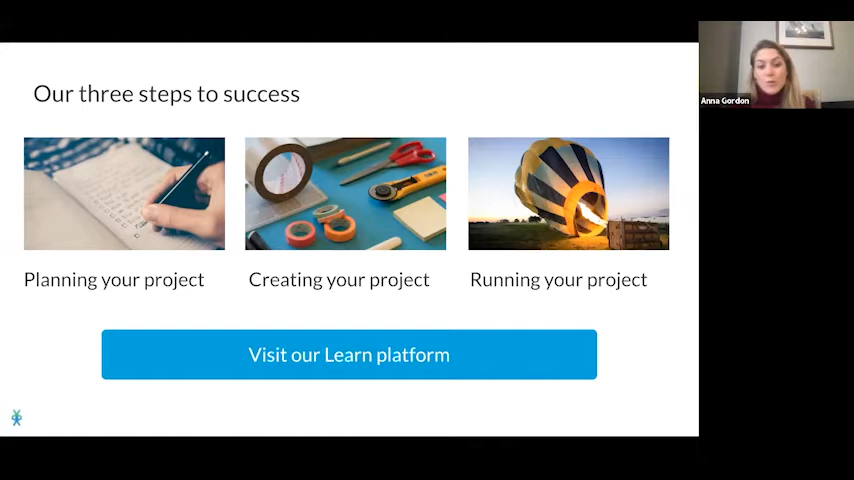 Our three steps to success
Anna Gordon
Planning your project
Creating your project
Running your project
Visit our Learn platform